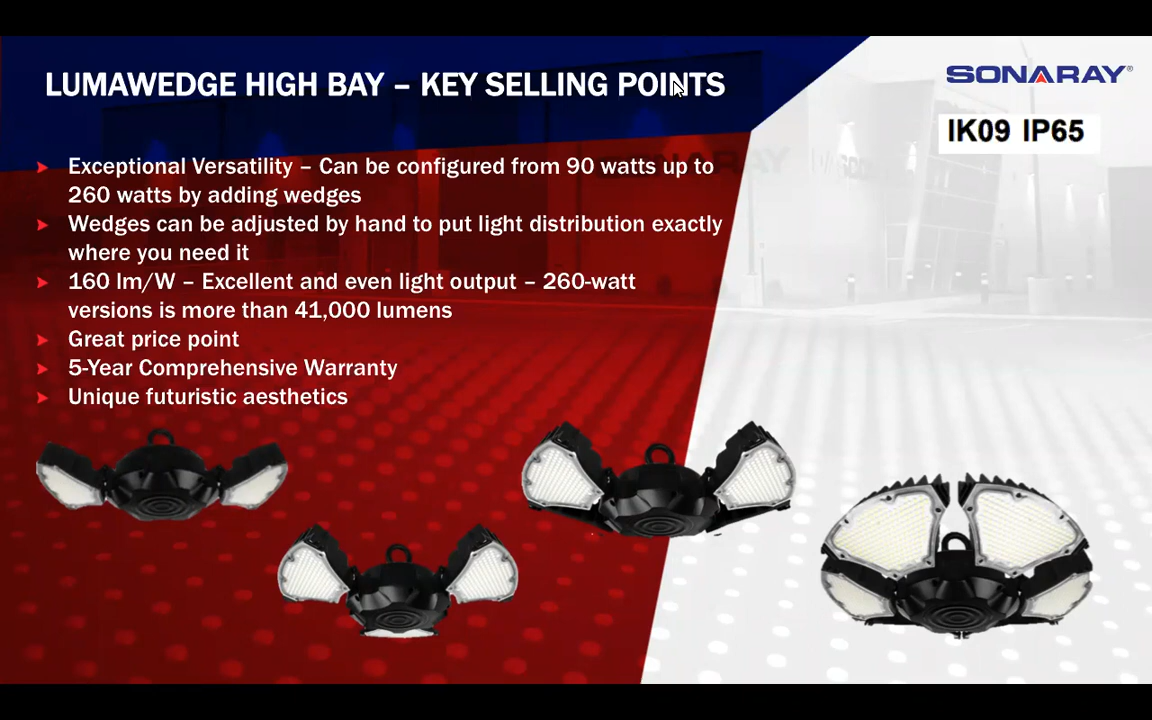 LUMAWEDGE HIGH BAY – KEY SELLING POINTS
SONARAY®
IK09 IP65
➤ Exceptional Versatility – Can be configured from 90 watts up to
260 watts by adding wedges
➤ Wedges can be adjusted by hand to put light distribution exactly
where you need it
➤ 160 lm/W – Excellent and even light output – 260-watt
versions is more than 41,000 lumens
➤ Great price point
➤ 5-Year Comprehensive Warranty
➤ Unique futuristic aesthetics